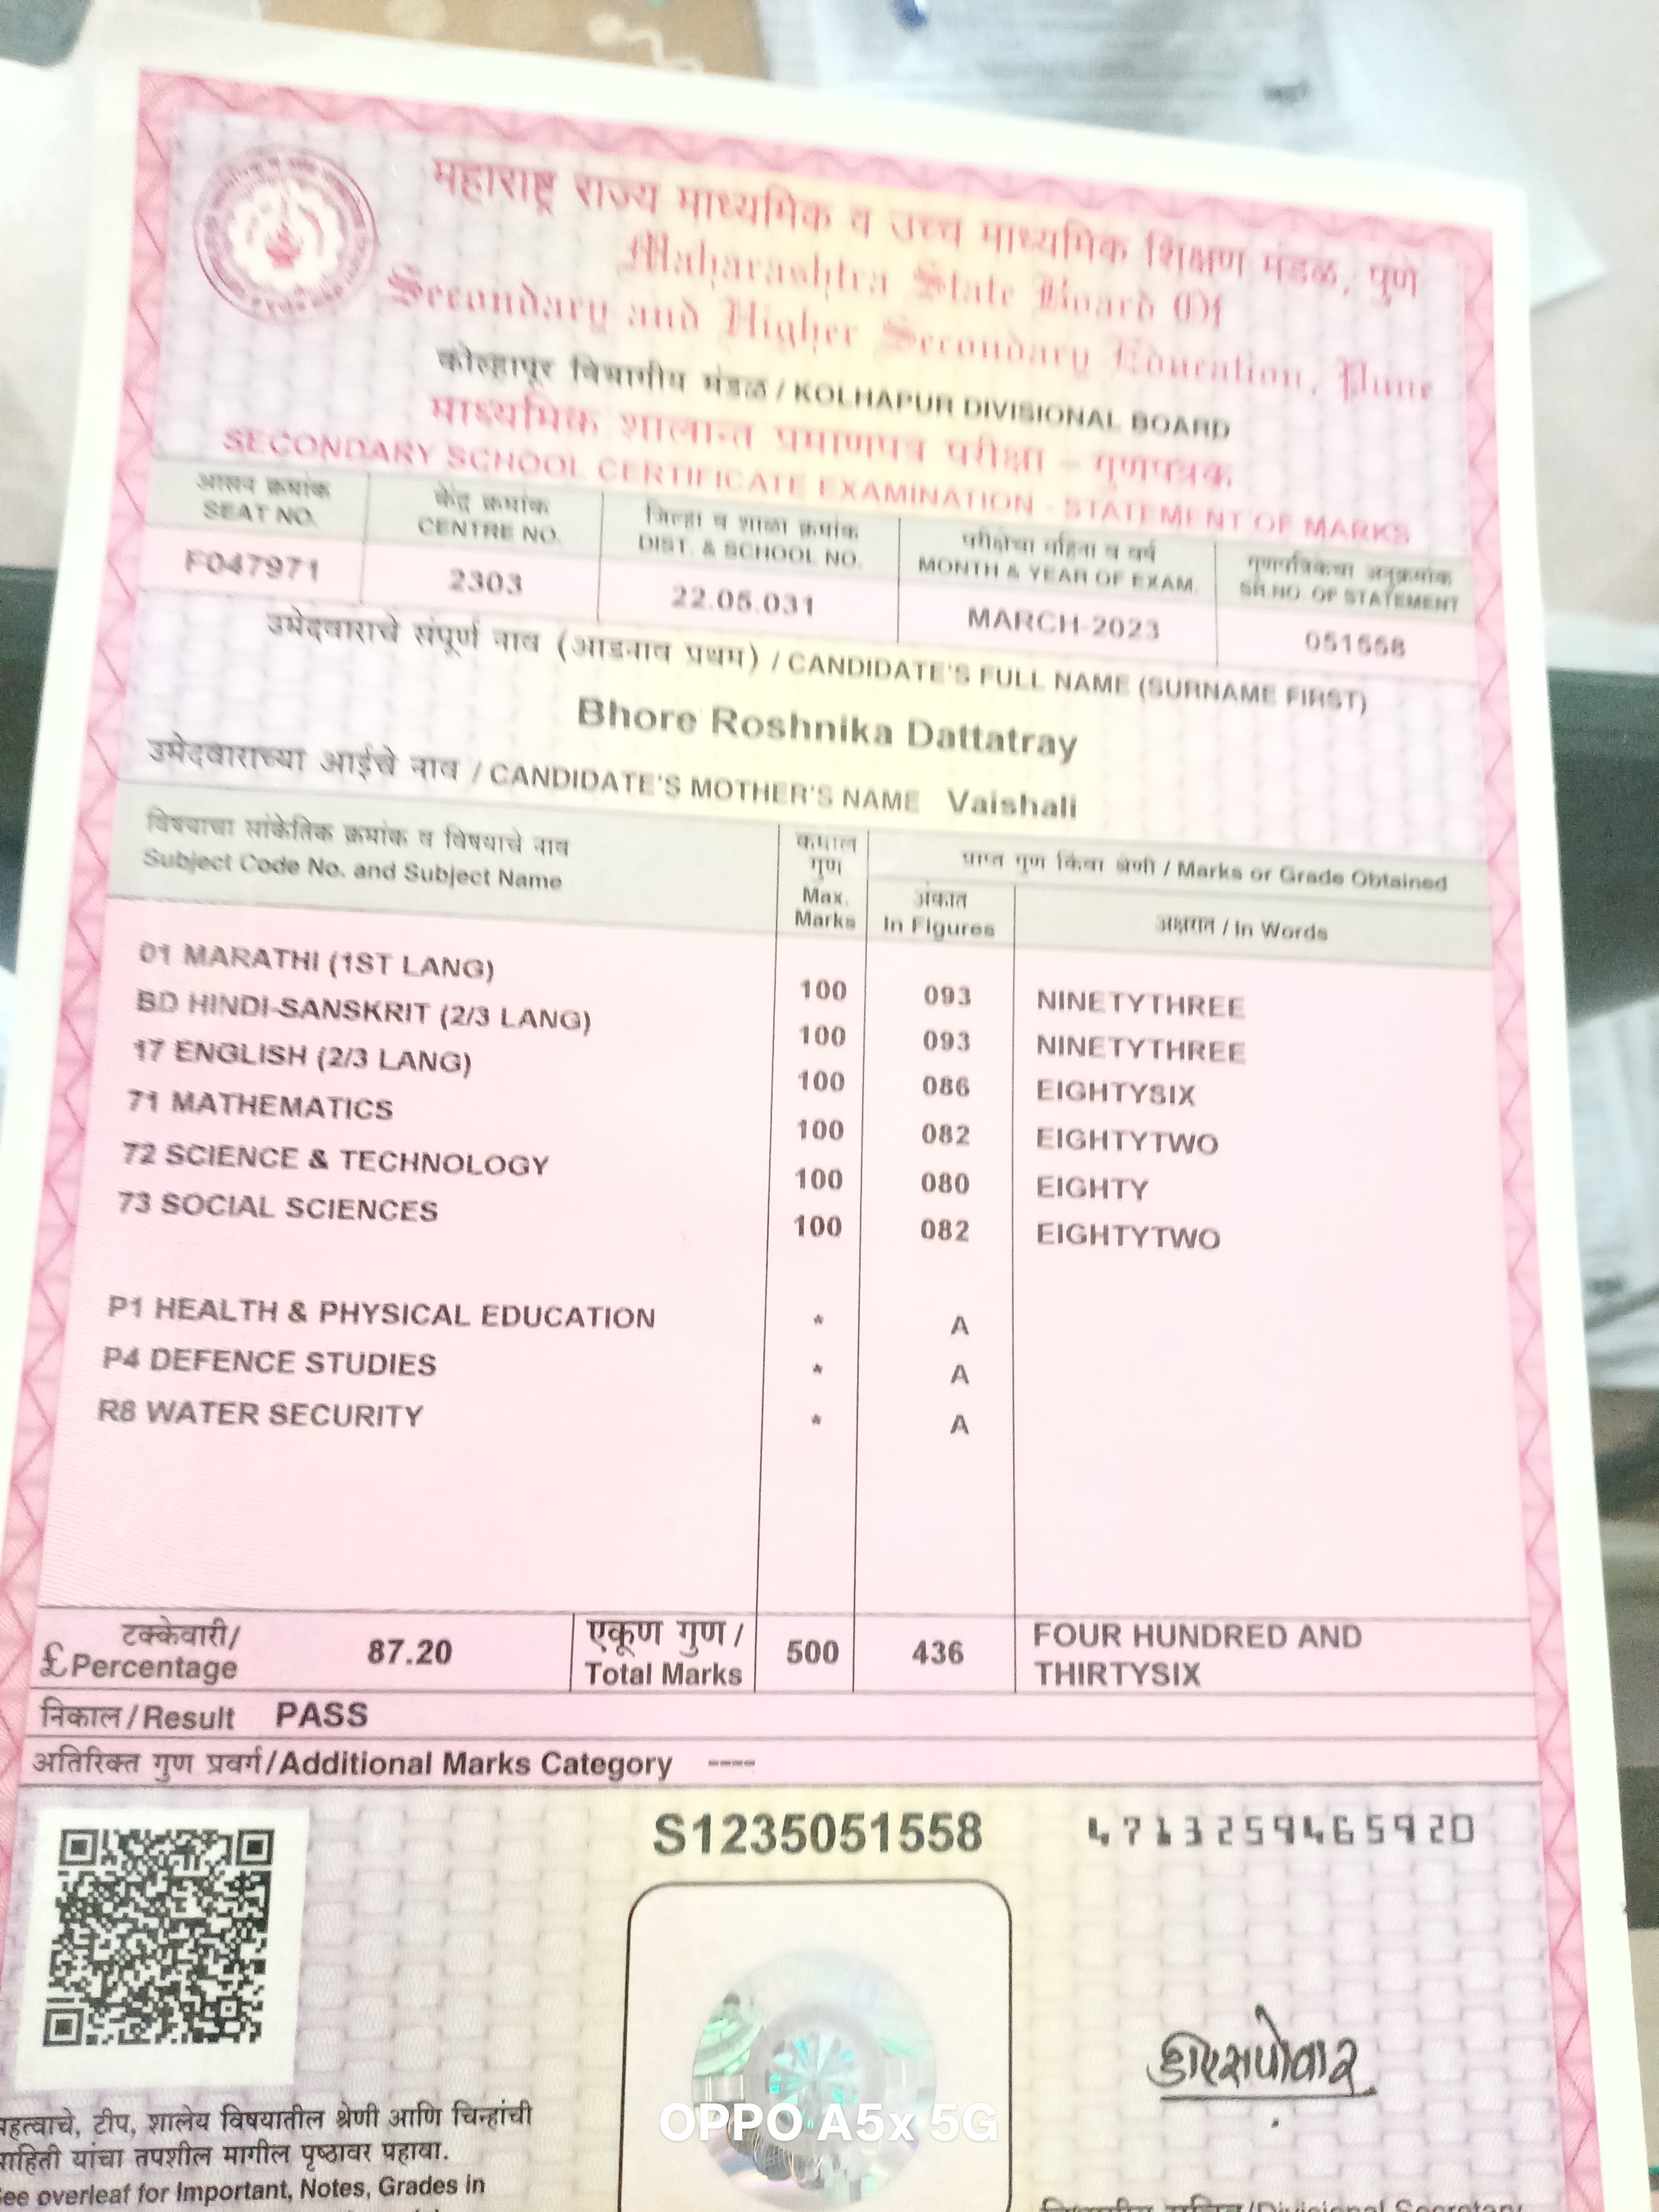 महाराष्ट्र राज्य माध्यमिक व उच्च माध्यमिक शिक्षण मंडळ, पुणे
Maharashtra State Board Of
Secondary and Higher Secondary Education, Pune
कोल्हापूर विभागीय मंडळ / KOLHAPUR DIVISIONAL BOARD
माध्यमिक शालान्त प्रमाणपत्र परीक्षा - गुणपत्रक
SECONDARY SCHOOL CERTIFICATE EXAMINATION - STATEMENT OF MARKS
आसन क्रमांक केंद्र क्रमांक जिल्हा व शाळा क्रमांक परीक्षेचा महिना व वर्ष गुणपत्रिकेचा अनुक्रमांक
SEAT NO. CENTRE NO. DIST. & SCHOOL NO. MONTH & YEAR OF EXAM. SR.NO. OF STATEMENT
F047971 2303 22.05.031 MARCH-2023 051558
उमेदवाराचे संपूर्ण नाव (आडनाव प्रथम) / CANDIDATE'S FULL NAME (SURNAME FIRST)
Bhore Roshnika Dattatray
उमेदवाराच्या आईचे नाव / CANDIDATE'S MOTHER'S NAME Vaishali
विषयाचा सांकेतिक क्रमांक व विषयाचे नाव
Subject Code No. and Subject Name
कमाल
गुण
Max.
Marks
प्राप्त गुण किंवा श्रेणी / Marks or Grade Obtained
अंकात
In Figures
अक्षरात / In Words
01 MARATHI (1ST LANG) 100 093 NINETYTHREE
BD HINDI-SANSKRIT (2/3 LANG) 100 093 NINETYTHREE
17 ENGLISH (2/3 LANG) 100 086 EIGHTYSIX
71 MATHEMATICS 100 082 EIGHTYTWO
72 SCIENCE & TECHNOLOGY 100 080 EIGHTY
73 SOCIAL SCIENCES 100 082 EIGHTYTWO
P1 HEALTH & PHYSICAL EDUCATION * A
P4 DEFENCE STUDIES * A
R8 WATER SECURITY * A
टक्केवारी/
£ Percentage
87.20
एकूण गुण /
Total Marks
500 436
FOUR HUNDRED AND
THIRTYSIX
निकाल/Result PASS
अतिरिक्त गुण प्रवर्ग/Additional Marks Category ----
S1235051558
4713259465920
महत्वाचे, टीप, शालेय विषयातील श्रेणी आणि चिन्हांची
माहिती यांचा तपशील मागील पृष्ठावर पहावा.
See overleaf for Important, Notes, Grades in
OPPO A5x 5G